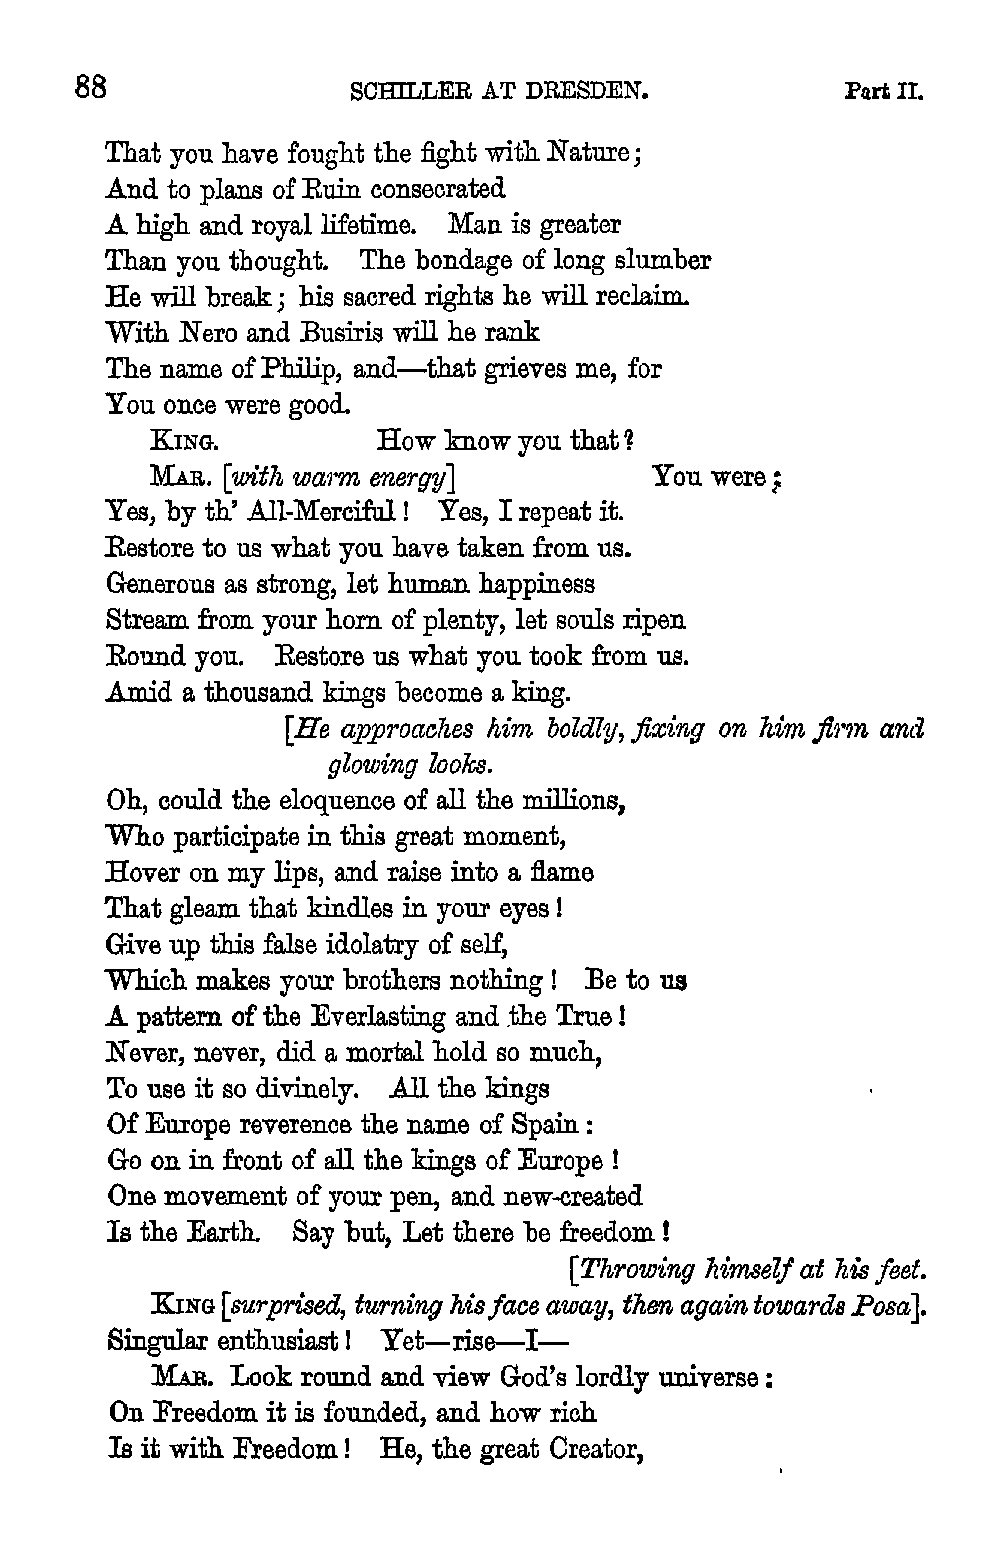 88 SCHILLER AT DRESDEN. Part II.
That you have fought the fight with Nature;
And to plans of Ruin consecrated
A high and royal lifetime. Man is greater
Than you thought. The bondage of long slumber
He will break; his sacred rights he will reclaim.
With Nero and Busiris will he rank
The name of Philip, and—that grieves me, for
You once were good.
KING. How know you that?
MAR. [with warm energy] You were;
Yes, by th' All-Merciful! Yes, I repeat it.
Restore to us what you have taken from us.
Generous as strong, let human happiness
Stream from your horn of plenty, let souls ripen
Round you. Restore us what you took from us.
Amid a thousand kings become a king.
[He approaches him boldly, fixing on him firm and
glowing looks.
Oh, could the eloquence of all the millions,
Who participate in this great moment,
Hover on my lips, and raise into a flame
That gleam that kindles in your eyes!
Give up this false idolatry of self,
Which makes your brothers nothing! Be to us
A pattern of the Everlasting and the True!
Never, never, did a mortal hold so much,
To use it so divinely. All the kings
Of Europe reverence the name of Spain:
Go on in front of all the kings of Europe!
One movement of your pen, and new-created
Is the Earth. Say but, Let there be freedom!
[Throwing himself at his feet.
KING [surprised, turning his face away, then again towards Posa].
Singular enthusiast! Yet—rise—I—
MAR. Look round and view God's lordly universe:
On Freedom it is founded, and how rich
Is it with Freedom! He, the great Creator,